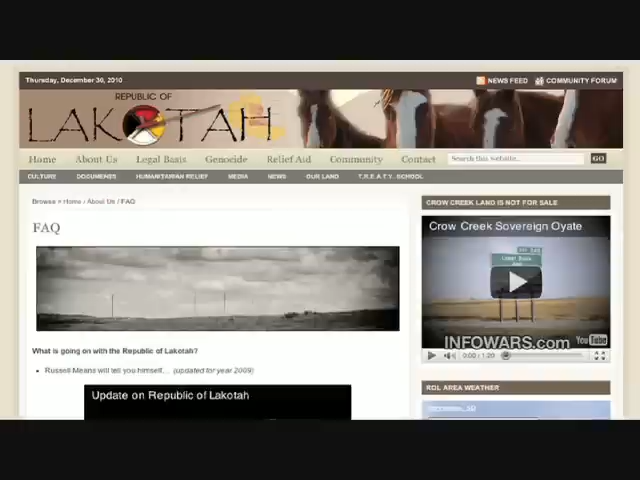 Thursday, December 30, 2010
NEWS FEED
COMMUNITY FORUM
REPUBLIC OF
LAKOTAH
Home
About Us
Legal Basis
Genocide
Relief Aid
Community
Contact
Search this website...
GO
CULTURE
DOCUMENTS
HUMANITARIAN RELIEF
MEDIA
NEWS
OUR LAND
T.R.E.A.T.Y. SCHOOL
Browse > Home / About Us / FAQ
FAQ
What is going on with the Republic of Lakotah?
Russell Means will tell you himself... (updated for year 2009)
Update on Republic of Lakotah
CROW CREEK LAND IS NOT FOR SALE
Crow Creek Sovereign Oyate
Lower Brule
INFOWARS.com
YouTube
0:00 / 1:20
ROL AREA WEATHER